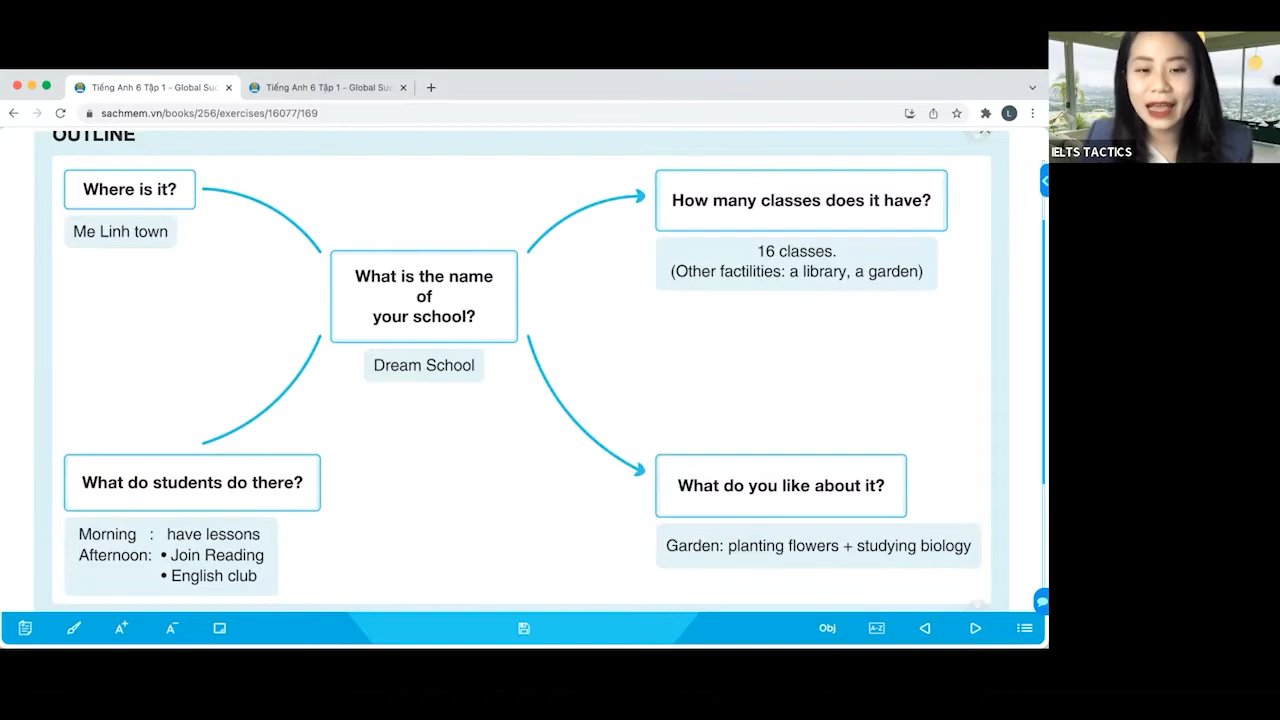 Tiếng Anh 6 Tập 1 - Global Suc
Tiếng Anh 6 Tập 1 - Global Suc
sachmem.vn/books/256/exercises/16077/169
L
IELTS TACTICS
OUTLINE
Where is it?
Me Linh town
How many classes does it have?
16 classes.
(Other factilities: a library, a garden)
What is the name
of
your school?
Dream School
What do students do there?
Morning : have lessons
Afternoon: • Join Reading
• English club
What do you like about it?
Garden: planting flowers + studying biology
A+
A-
Obj
A-Z